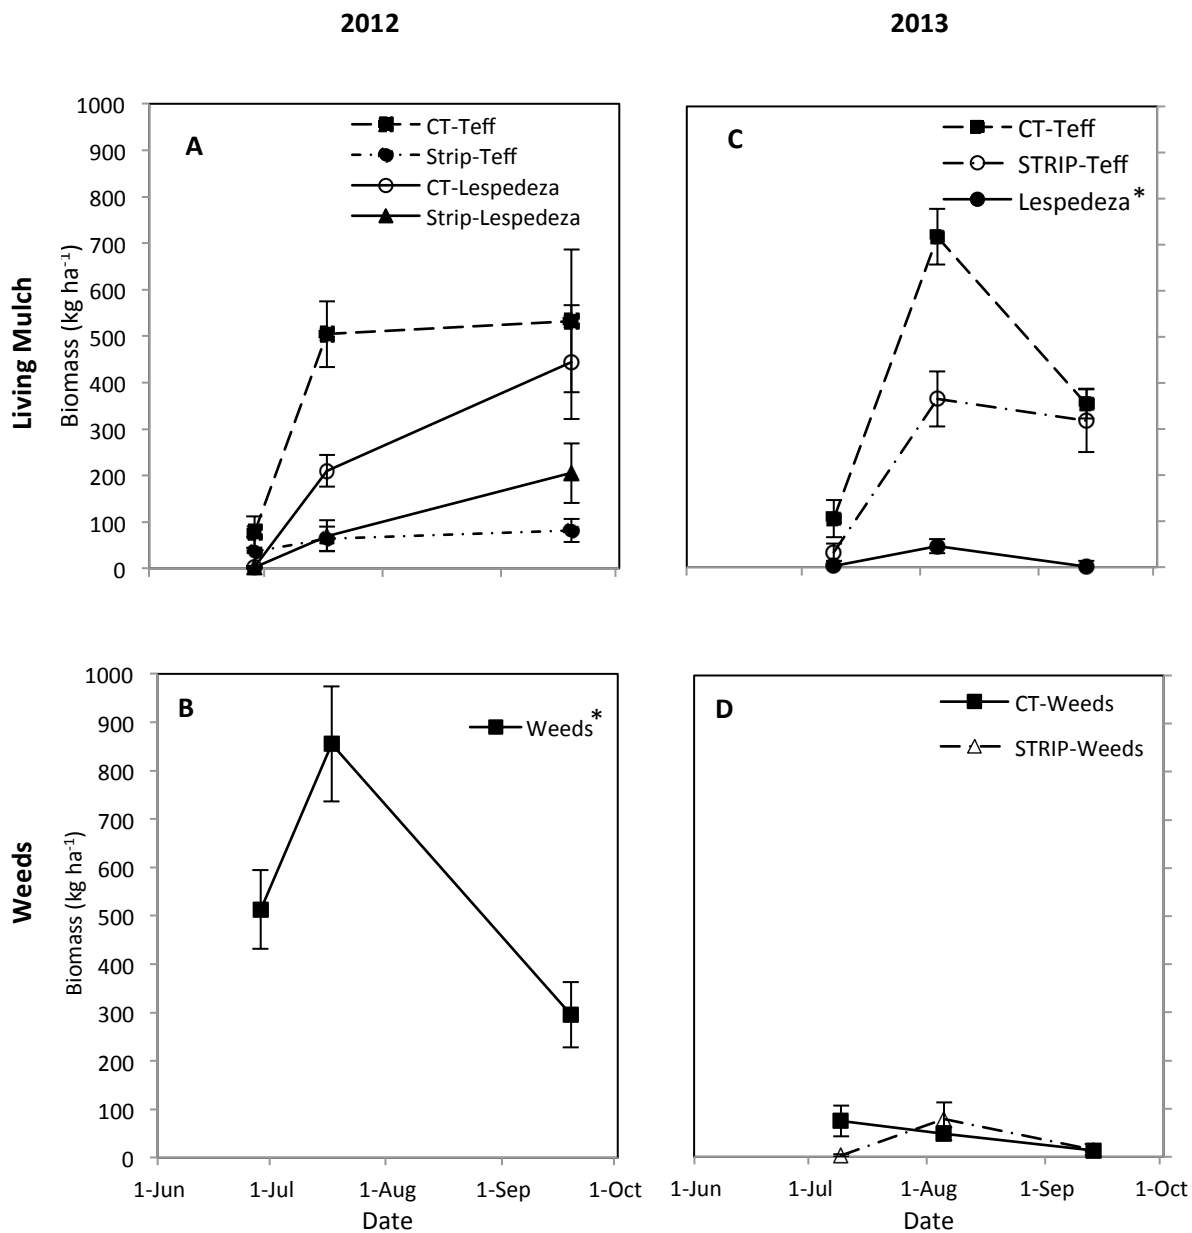 2012
2013
Living Mulch
Biomass (kg ha⁻¹)
1000
900
800
700
600
500
400
300
200
100
0
A
CT-Teff
Strip-Teff
CT-Lespedeza
Strip-Lespedeza
C
CT-Teff
STRIP-Teff
Lespedeza*
Weeds
Biomass (kg ha⁻¹)
1000
900
800
700
600
500
400
300
200
100
0
B
Weeds*
D
CT-Weeds
STRIP-Weeds
1-Jun 1-Jul 1-Aug 1-Sep 1-Oct
Date
1-Jun 1-Jul 1-Aug 1-Sep 1-Oct
Date